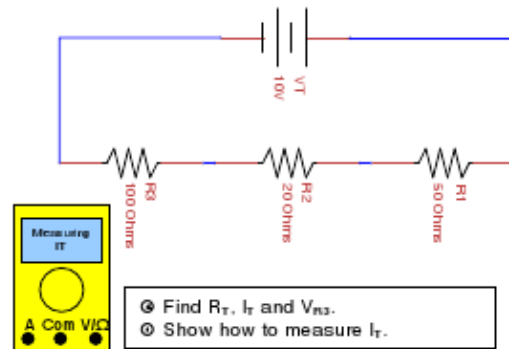 VT
10V
R3
100 Ohms
R2
20 Ohms
R1
50 Ohms
Measuring
IT
A Com V/Ω
Find RT, IT and VR3.
Show how to measure IT.